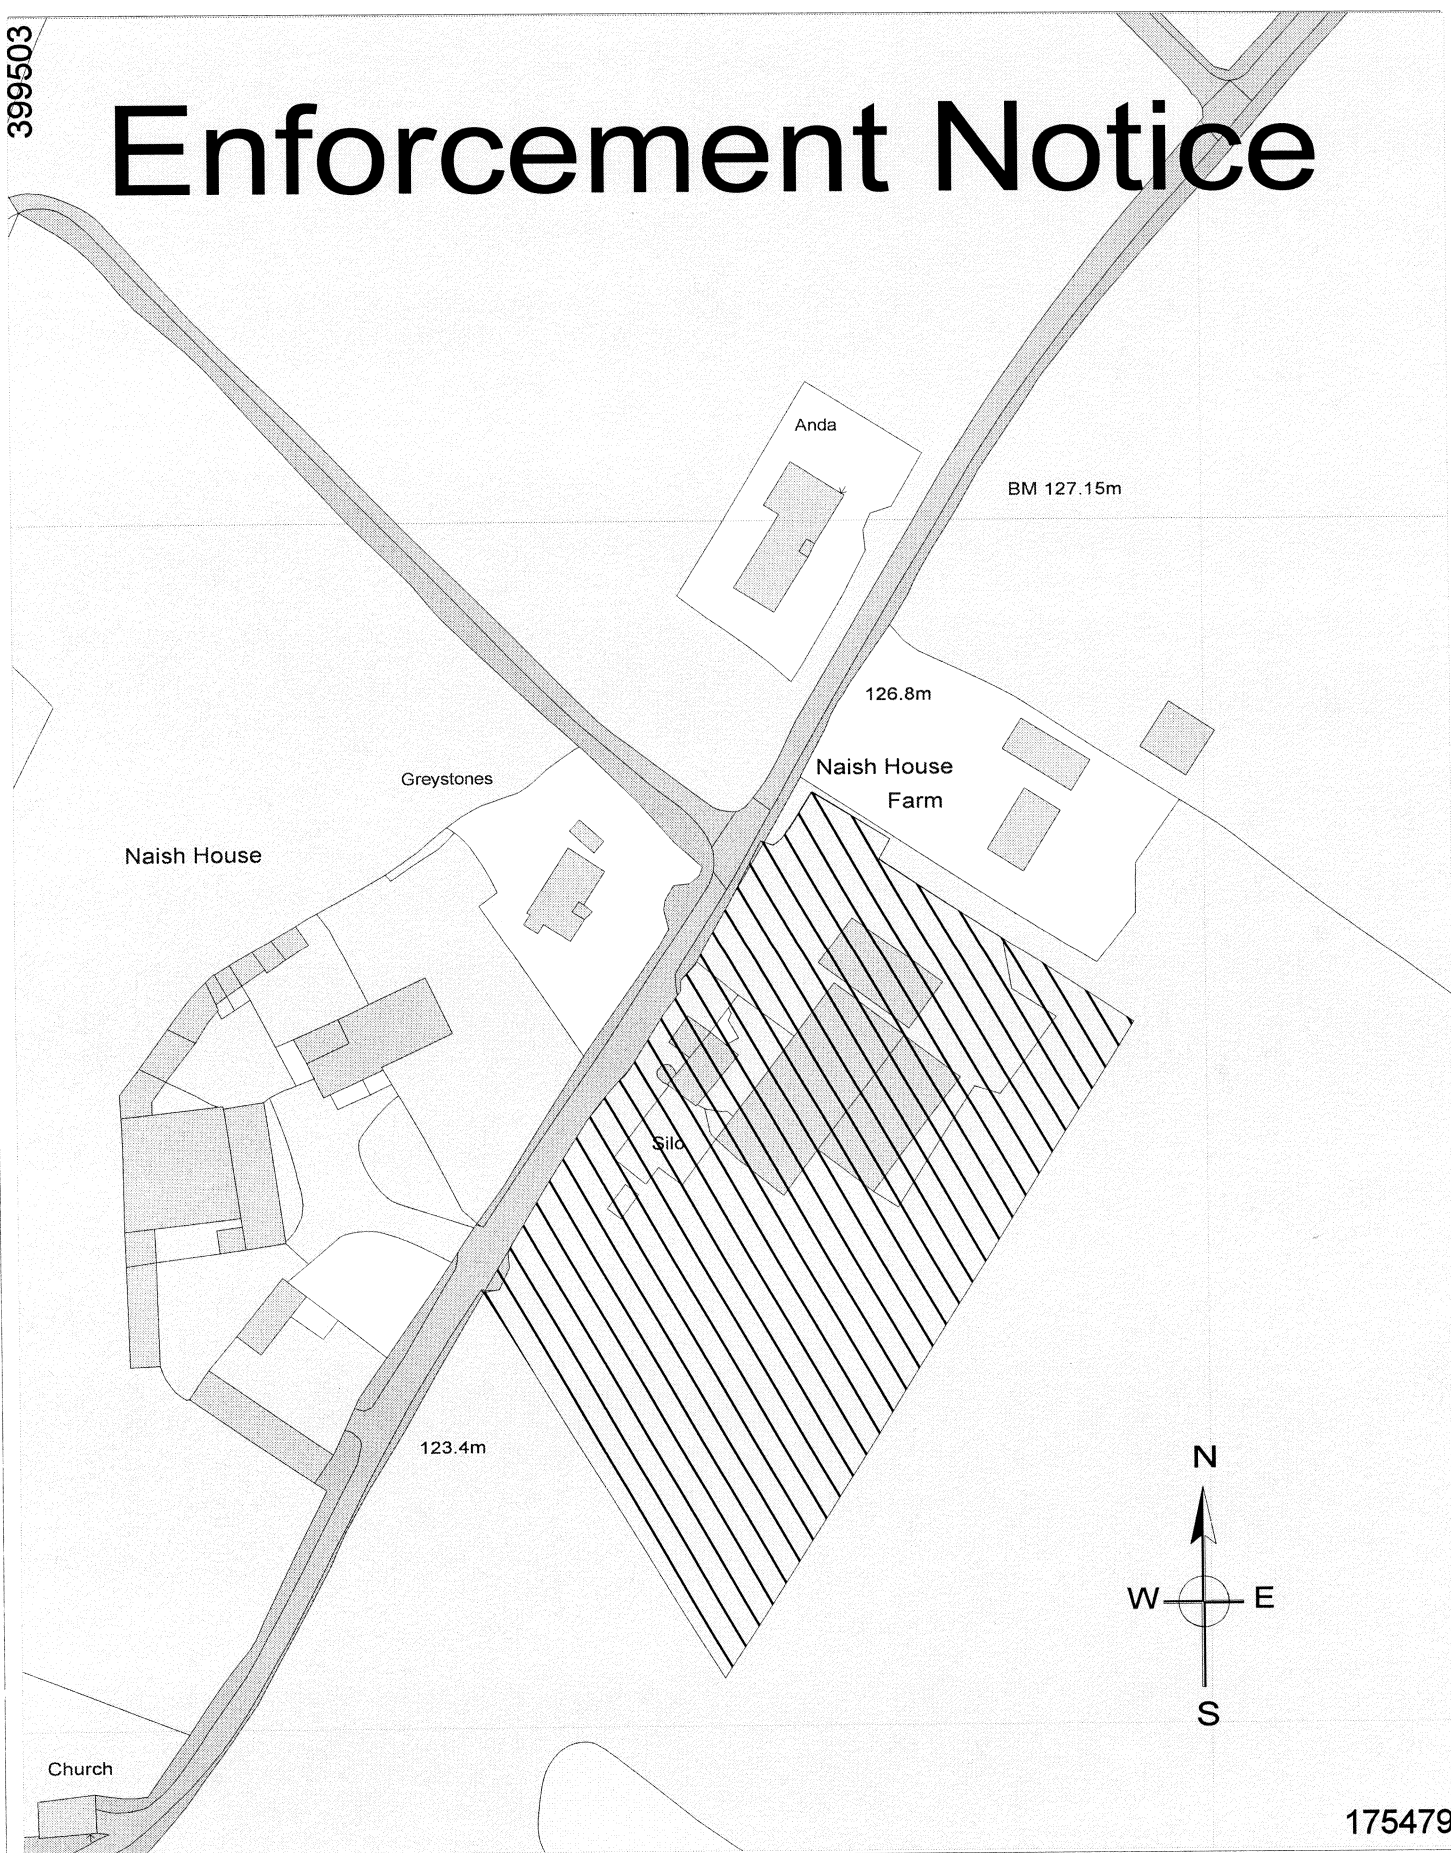 399503
Enforcement Notice
Anda
BM 127.15m
126.8m
Naish House
Farm
Greystones
Naish House
Silo
123.4m
N
W E
S
Church
175479